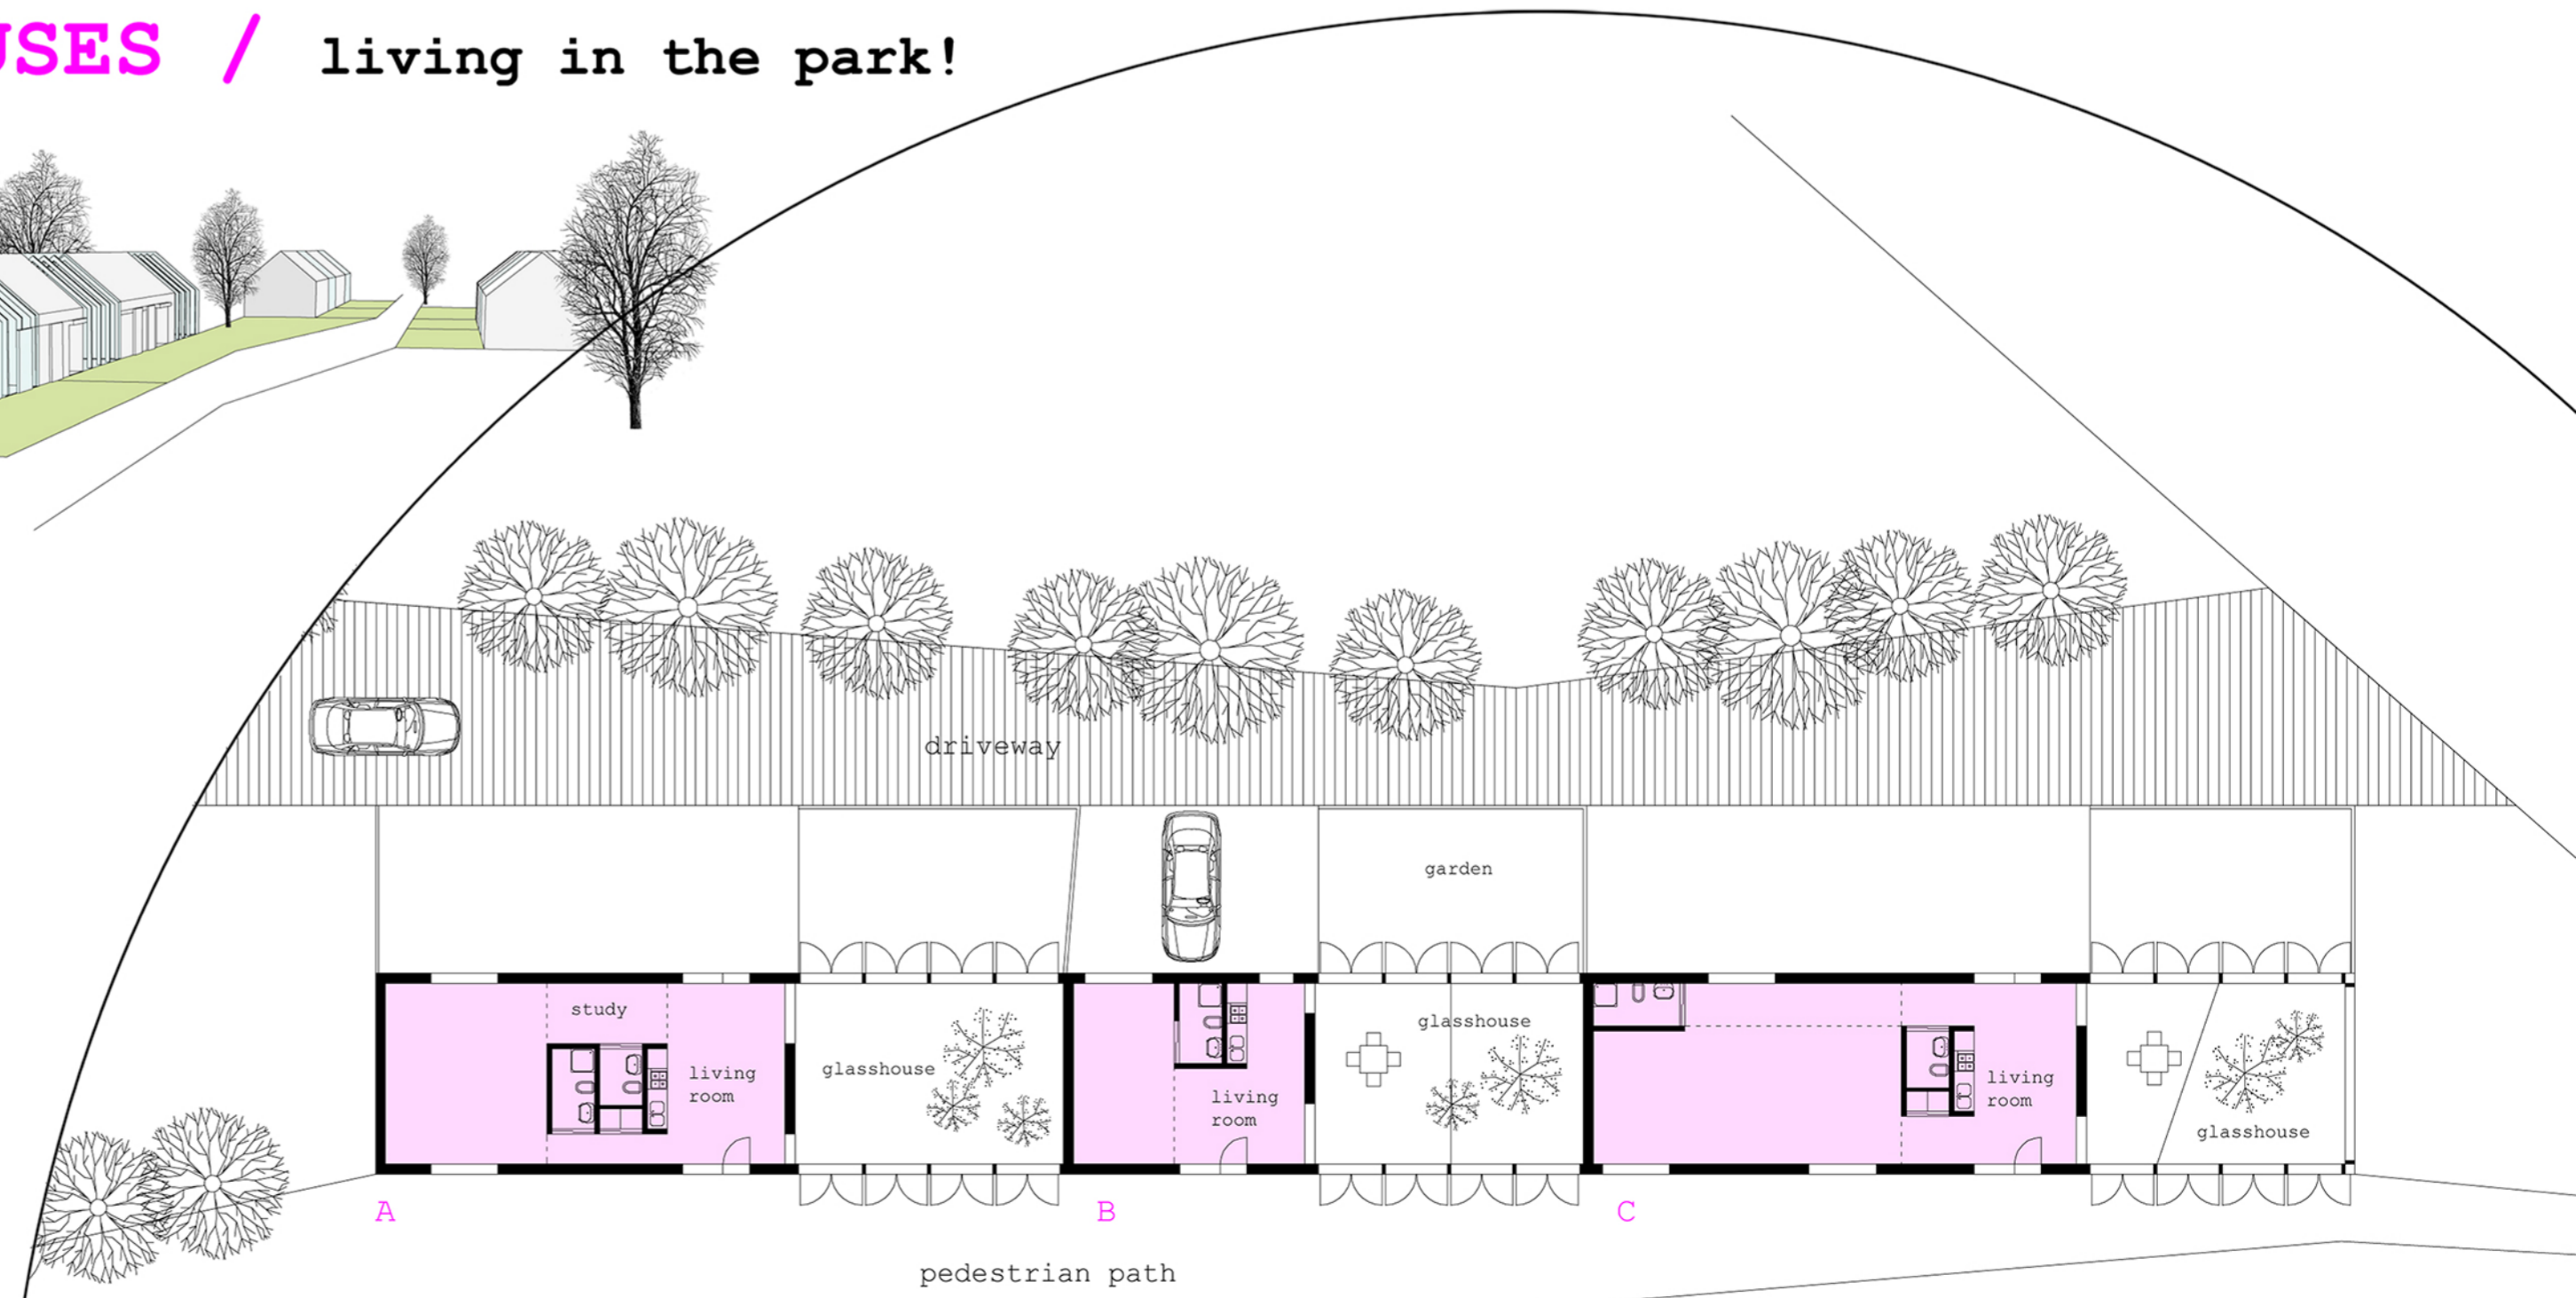 USES / living in the park!
driveway
garden
study
glasshouse
living
room
glasshouse
living
room
living
room
glasshouse
A
B
C
pedestrian path